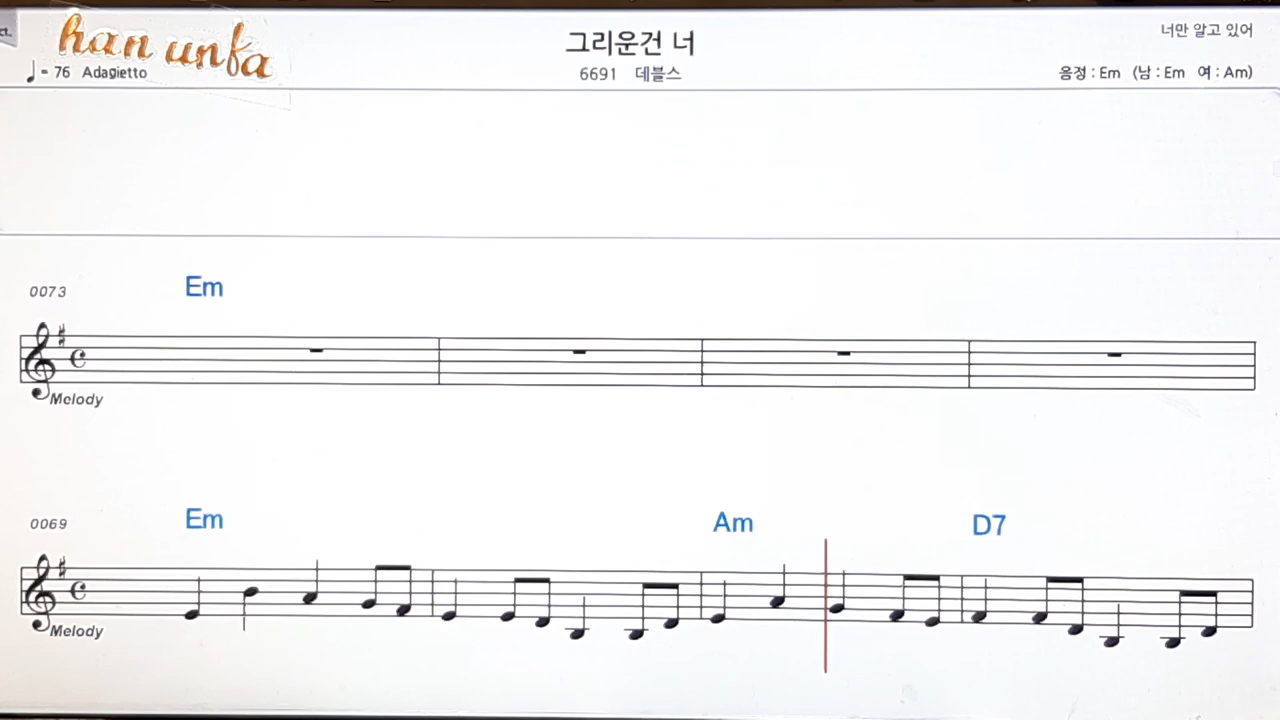 ct.
han unfa
♩= 76 Adagietto
그리운건 너
6691 데블스
너만 알고 있어
음정 : Em (남 : Em 여 : Am)
0073
Em
Melody
0069
Em Am D7
Melody